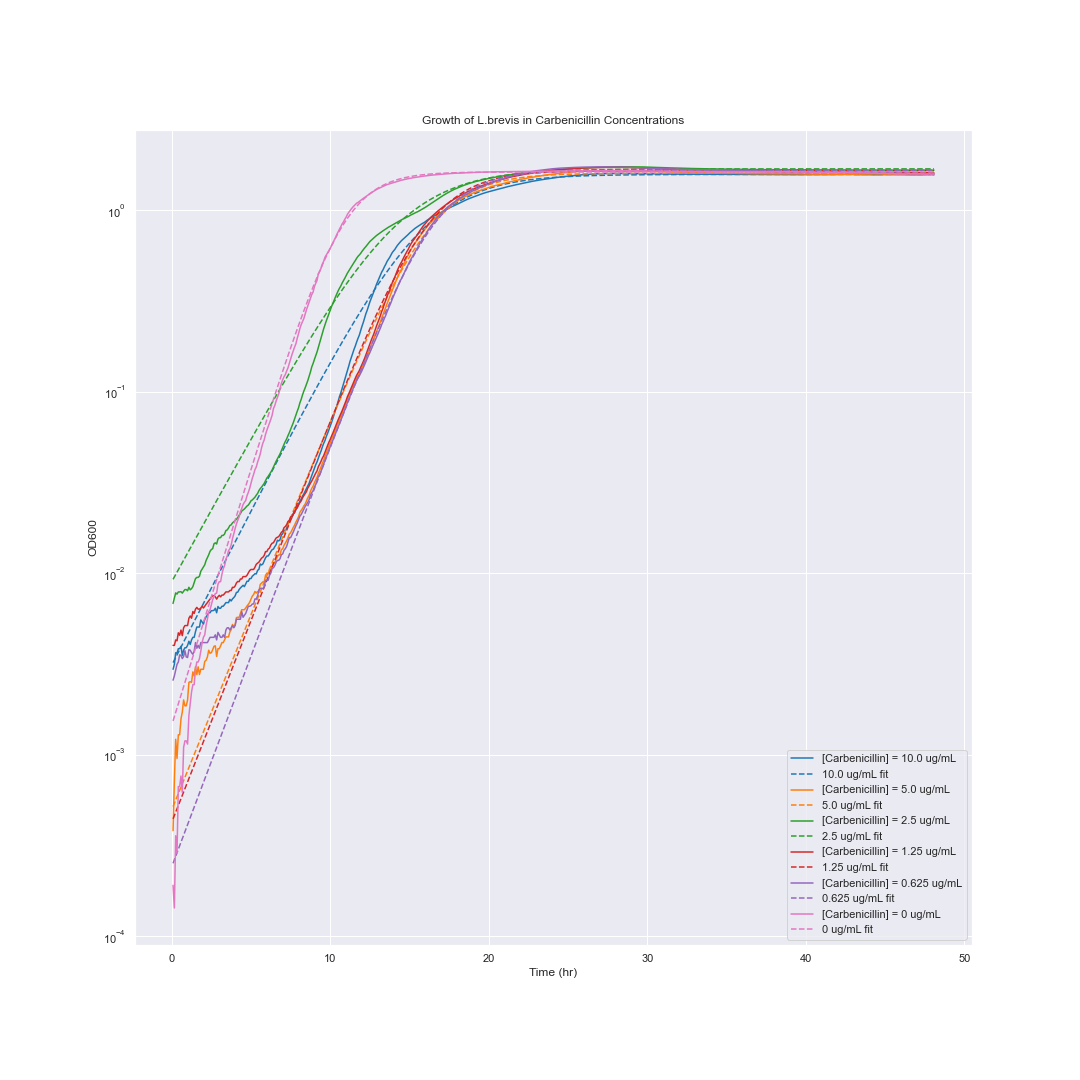 Growth of L.brevis in Carbenicillin Concentrations
OD600
10⁰
10⁻¹
10⁻²
10⁻³
10⁻⁴
[Carbenicillin] = 10.0 ug/mL
10.0 ug/mL fit
[Carbenicillin] = 5.0 ug/mL
5.0 ug/mL fit
[Carbenicillin] = 2.5 ug/mL
2.5 ug/mL fit
[Carbenicillin] = 1.25 ug/mL
1.25 ug/mL fit
[Carbenicillin] = 0.625 ug/mL
0.625 ug/mL fit
[Carbenicillin] = 0 ug/mL
0 ug/mL fit
0 10 20 30 40 50
Time (hr)